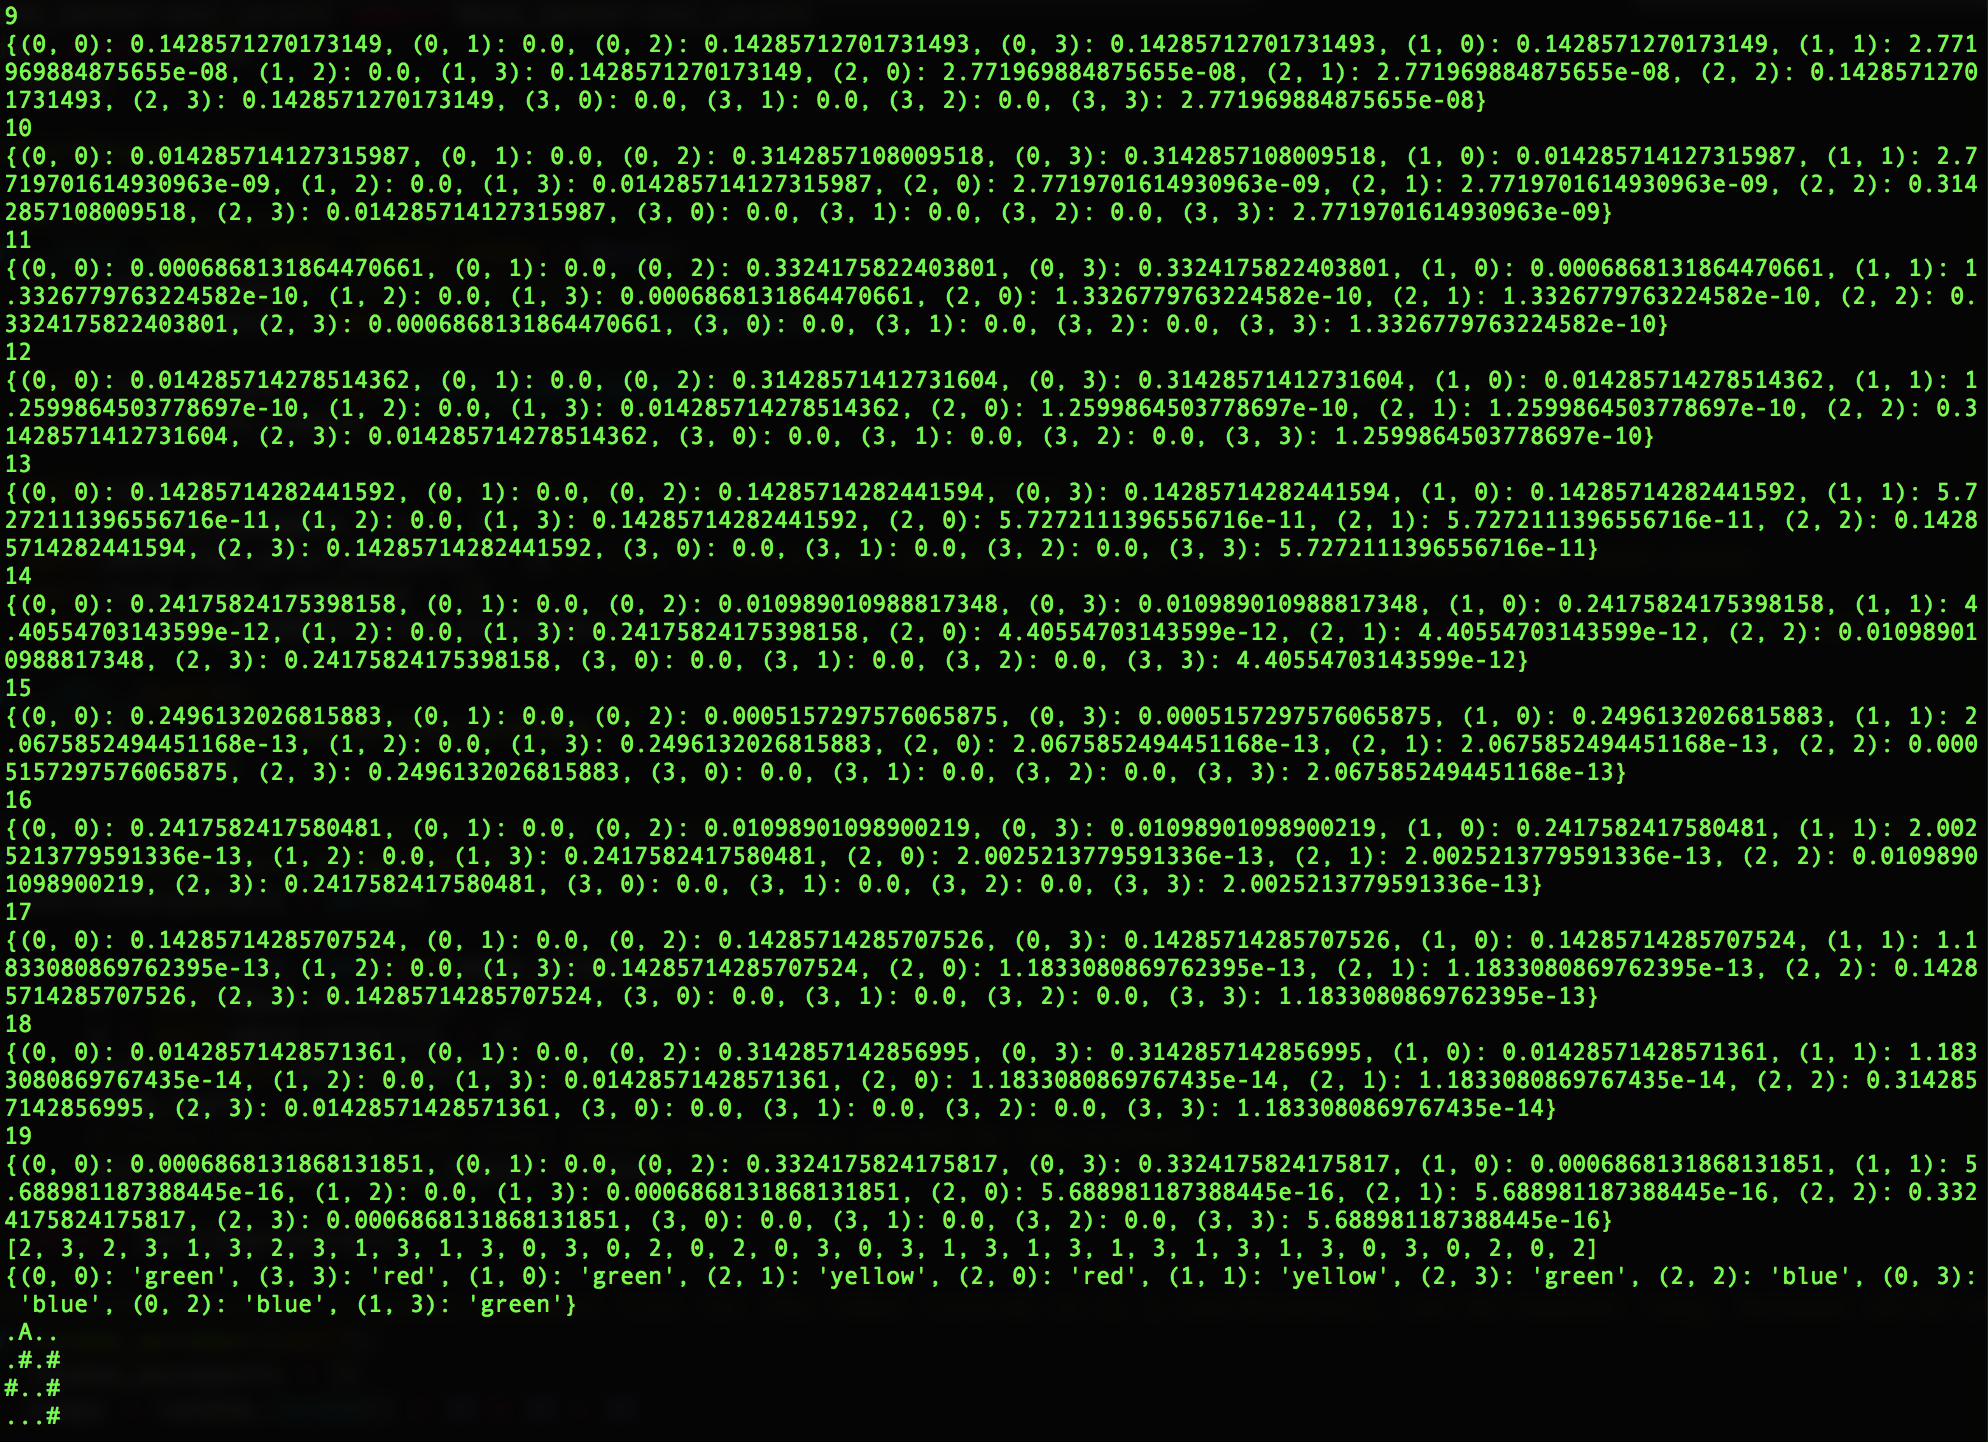 9
{(0, 0): 0.1428571270173149, (0, 1): 0.0, (0, 2): 0.14285712701731493, (0, 3): 0.14285712701731493, (1, 0): 0.1428571270173149, (1, 1): 2.771
969884875655e-08, (1, 2): 0.0, (1, 3): 0.1428571270173149, (2, 0): 2.771969884875655e-08, (2, 1): 2.771969884875655e-08, (2, 2): 0.1428571270
1731493, (2, 3): 0.1428571270173149, (3, 0): 0.0, (3, 1): 0.0, (3, 2): 0.0, (3, 3): 2.771969884875655e-08}
10
{(0, 0): 0.014285714127315987, (0, 1): 0.0, (0, 2): 0.3142857108009518, (0, 3): 0.3142857108009518, (1, 0): 0.014285714127315987, (1, 1): 2.7
719701614930963e-09, (1, 2): 0.0, (1, 3): 0.014285714127315987, (2, 0): 2.7719701614930963e-09, (2, 1): 2.7719701614930963e-09, (2, 2): 0.314
2857108009518, (2, 3): 0.014285714127315987, (3, 0): 0.0, (3, 1): 0.0, (3, 2): 0.0, (3, 3): 2.7719701614930963e-09}
11
{(0, 0): 0.0006868131864470661, (0, 1): 0.0, (0, 2): 0.3324175822403801, (0, 3): 0.3324175822403801, (1, 0): 0.0006868131864470661, (1, 1): 1
.3326779763224582e-10, (1, 2): 0.0, (1, 3): 0.0006868131864470661, (2, 0): 1.3326779763224582e-10, (2, 1): 1.3326779763224582e-10, (2, 2): 0.
3324175822403801, (2, 3): 0.0006868131864470661, (3, 0): 0.0, (3, 1): 0.0, (3, 2): 0.0, (3, 3): 1.3326779763224582e-10}
12
{(0, 0): 0.014285714278514362, (0, 1): 0.0, (0, 2): 0.31428571412731604, (0, 3): 0.31428571412731604, (1, 0): 0.014285714278514362, (1, 1): 1
.2599864503778697e-10, (1, 2): 0.0, (1, 3): 0.014285714278514362, (2, 0): 1.2599864503778697e-10, (2, 1): 1.2599864503778697e-10, (2, 2): 0.3
1428571412731604, (2, 3): 0.014285714278514362, (3, 0): 0.0, (3, 1): 0.0, (3, 2): 0.0, (3, 3): 1.2599864503778697e-10}
13
{(0, 0): 0.14285714282441592, (0, 1): 0.0, (0, 2): 0.14285714282441594, (0, 3): 0.14285714282441594, (1, 0): 0.14285714282441592, (1, 1): 5.7
272111396556716e-11, (1, 2): 0.0, (1, 3): 0.14285714282441592, (2, 0): 5.7272111396556716e-11, (2, 1): 5.7272111396556716e-11, (2, 2): 0.1428
5714282441594, (2, 3): 0.14285714282441592, (3, 0): 0.0, (3, 1): 0.0, (3, 2): 0.0, (3, 3): 5.7272111396556716e-11}
14
{(0, 0): 0.24175824175398158, (0, 1): 0.0, (0, 2): 0.010989010988817348, (0, 3): 0.010989010988817348, (1, 0): 0.24175824175398158, (1, 1): 4
.40554703143599e-12, (1, 2): 0.0, (1, 3): 0.24175824175398158, (2, 0): 4.40554703143599e-12, (2, 1): 4.40554703143599e-12, (2, 2): 0.01098901
0988817348, (2, 3): 0.24175824175398158, (3, 0): 0.0, (3, 1): 0.0, (3, 2): 0.0, (3, 3): 4.40554703143599e-12}
15
{(0, 0): 0.2496132026815883, (0, 1): 0.0, (0, 2): 0.0005157297576065875, (0, 3): 0.0005157297576065875, (1, 0): 0.2496132026815883, (1, 1): 2
.0675852494451168e-13, (1, 2): 0.0, (1, 3): 0.2496132026815883, (2, 0): 2.0675852494451168e-13, (2, 1): 2.0675852494451168e-13, (2, 2): 0.000
5157297576065875, (2, 3): 0.2496132026815883, (3, 0): 0.0, (3, 1): 0.0, (3, 2): 0.0, (3, 3): 2.0675852494451168e-13}
16
{(0, 0): 0.2417582417580481, (0, 1): 0.0, (0, 2): 0.01098901098900219, (0, 3): 0.01098901098900219, (1, 0): 0.2417582417580481, (1, 1): 2.002
5213779591336e-13, (1, 2): 0.0, (1, 3): 0.2417582417580481, (2, 0): 2.0025213779591336e-13, (2, 1): 2.0025213779591336e-13, (2, 2): 0.0109890
1098900219, (2, 3): 0.2417582417580481, (3, 0): 0.0, (3, 1): 0.0, (3, 2): 0.0, (3, 3): 2.0025213779591336e-13}
17
{(0, 0): 0.14285714285707524, (0, 1): 0.0, (0, 2): 0.14285714285707526, (0, 3): 0.14285714285707526, (1, 0): 0.14285714285707524, (1, 1): 1.1
833080869762395e-13, (1, 2): 0.0, (1, 3): 0.14285714285707524, (2, 0): 1.1833080869762395e-13, (2, 1): 1.1833080869762395e-13, (2, 2): 0.1428
5714285707526, (2, 3): 0.14285714285707524, (3, 0): 0.0, (3, 1): 0.0, (3, 2): 0.0, (3, 3): 1.1833080869762395e-13}
18
{(0, 0): 0.01428571428571361, (0, 1): 0.0, (0, 2): 0.3142857142856995, (0, 3): 0.3142857142856995, (1, 0): 0.01428571428571361, (1, 1): 1.183
3080869767435e-14, (1, 2): 0.0, (1, 3): 0.01428571428571361, (2, 0): 1.1833080869767435e-14, (2, 1): 1.1833080869767435e-14, (2, 2): 0.314285
7142856995, (2, 3): 0.01428571428571361, (3, 0): 0.0, (3, 1): 0.0, (3, 2): 0.0, (3, 3): 1.1833080869767435e-14}
19
{(0, 0): 0.0006868131868131851, (0, 1): 0.0, (0, 2): 0.3324175824175817, (0, 3): 0.3324175824175817, (1, 0): 0.0006868131868131851, (1, 1): 5
.688981187388445e-16, (1, 2): 0.0, (1, 3): 0.0006868131868131851, (2, 0): 5.688981187388445e-16, (2, 1): 5.688981187388445e-16, (2, 2): 0.332
4175824175817, (2, 3): 0.0006868131868131851, (3, 0): 0.0, (3, 1): 0.0, (3, 2): 0.0, (3, 3): 5.688981187388445e-16}
[2, 3, 2, 3, 1, 3, 2, 3, 1, 3, 1, 3, 0, 3, 0, 2, 0, 2, 0, 3, 0, 3, 1, 3, 1, 3, 1, 3, 1, 3, 1, 3, 0, 3, 0, 2, 0, 2]
{(0, 0): 'green', (3, 3): 'red', (1, 0): 'green', (2, 1): 'yellow', (2, 0): 'red', (1, 1): 'yellow', (2, 3): 'green', (2, 2): 'blue', (0, 3):
 'blue', (0, 2): 'blue', (1, 3): 'green'}
.A..
.#.#
#..#
...#